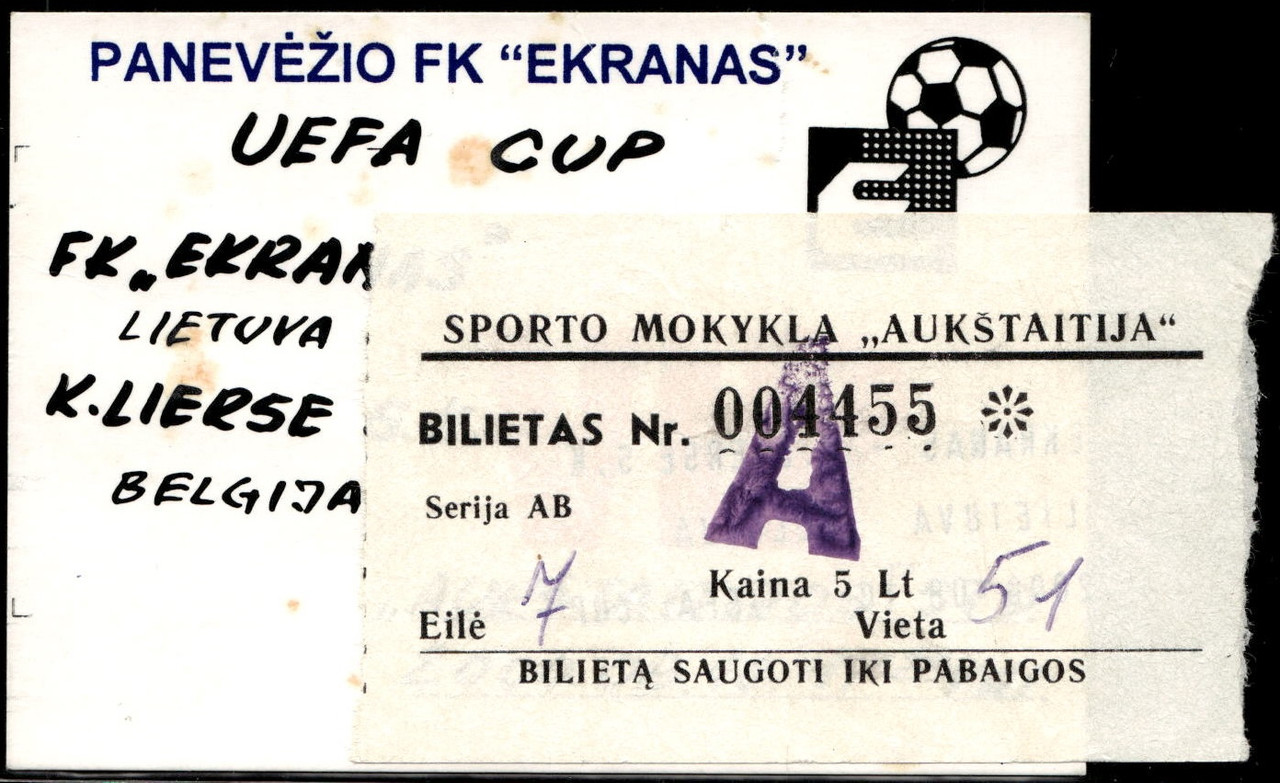 PANEVĖŽIO FK “EKRANAS”
UEFA CUP
FK „EKRAN
LIETUVA
K.LIERSE
BELGIJA
SPORTO MOKYKLA „AUKŠTAITIJA“
BILIETAS Nr. 004455
A
Serija AB
Kaina 5 Lt
Eilė 7 Vieta 51
BILIETĄ SAUGOTI IKI PABAIGOS